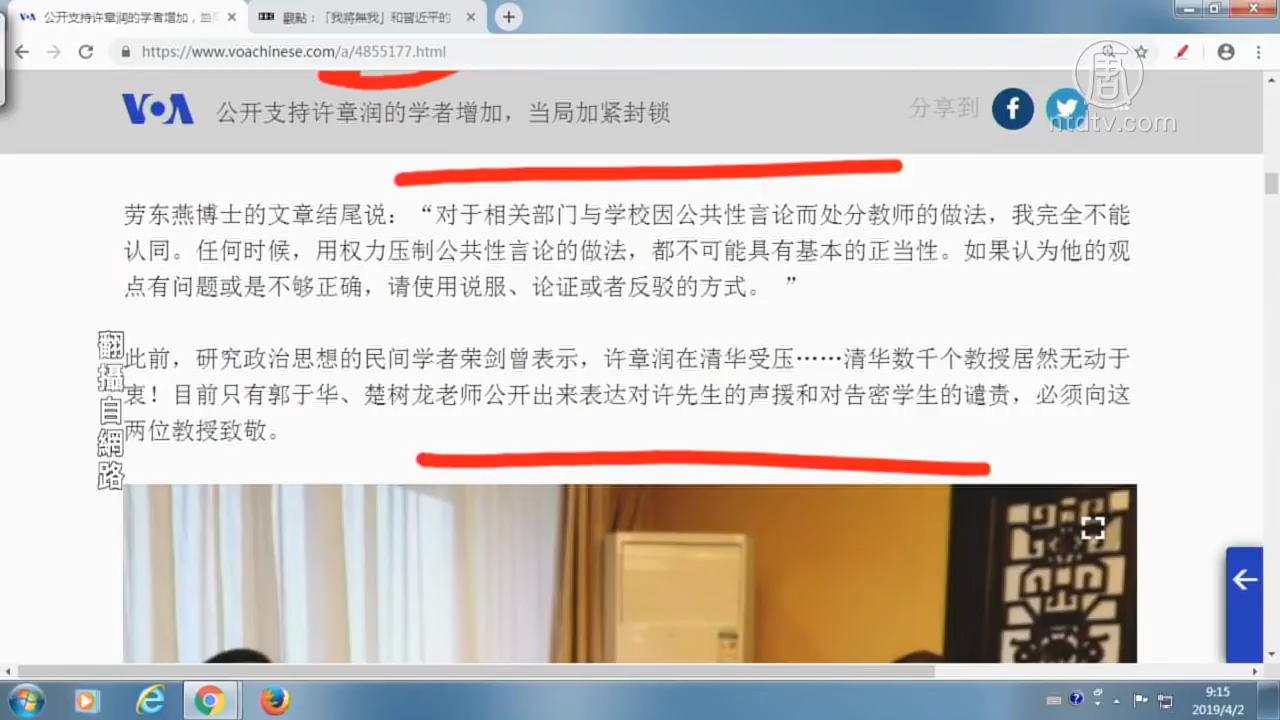 公开支持许章润的学者增加，当局
翻點：「我將無我」和習近平的
https://www.voachinese.com/a/4855177.html
唐
ntdtv.com
VOA 公开支持许章润的学者增加，当局加紧封锁 分享到
劳东燕博士的文章结尾说：“对于相关部门与学校因公共性言论而处分教师的做法，我完全不能
认同。任何时候，用权力压制公共性言论的做法，都不可能具有基本的正当性。如果认为他的观
点有问题或是不够正确，请使用说服、论证或者反驳的方式。 ”
此前，研究政治思想的民间学者荣剑曾表示，许章润在清华受压……清华数千个教授居然无动于
衷！目前只有郭于华、楚树龙老师公开出来表达对许先生的声援和对告密学生的谴责，必须向这
两位教授致敬。
翻攝自網路
9:15
2019/4/2